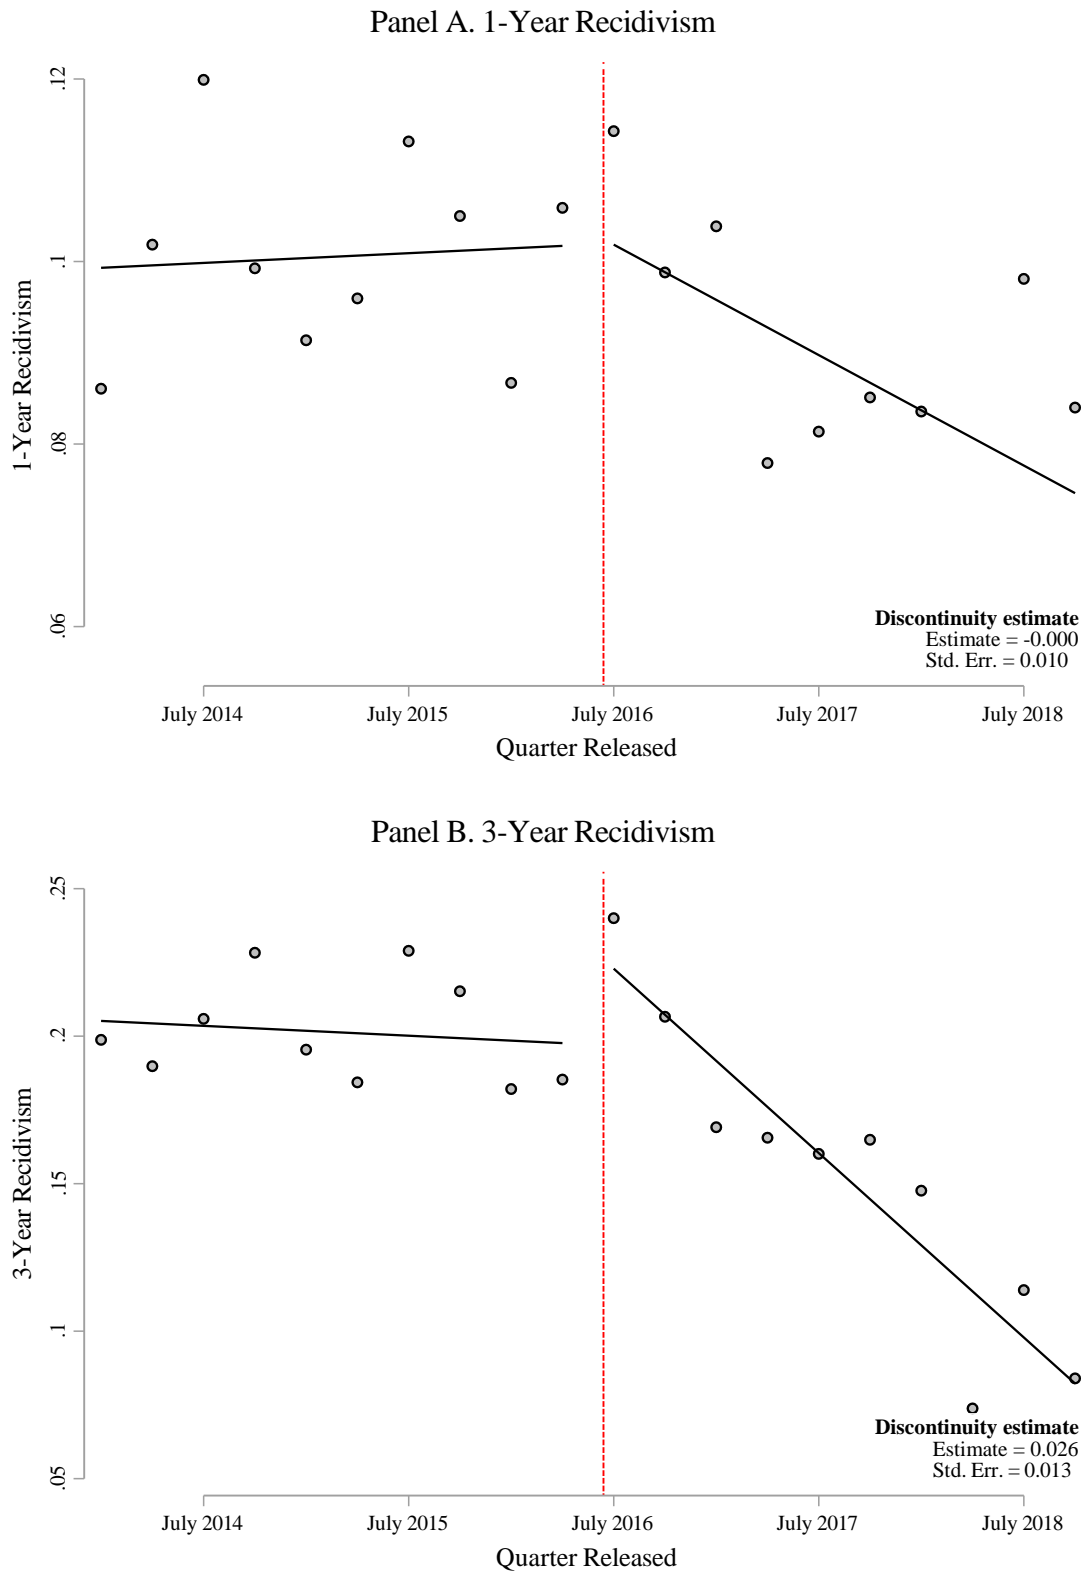 Panel A. 1-Year Recidivism
.12
.1
.08
.06
1-Year Recidivism
Discontinuity estimate
Estimate = -0.000
Std. Err. = 0.010
July 2014
July 2015
July 2016
July 2017
July 2018
Quarter Released
Panel B. 3-Year Recidivism
.25
.2
.15
.1
.05
3-Year Recidivism
Discontinuity estimate
Estimate = 0.026
Std. Err. = 0.013
July 2014
July 2015
July 2016
July 2017
July 2018
Quarter Released